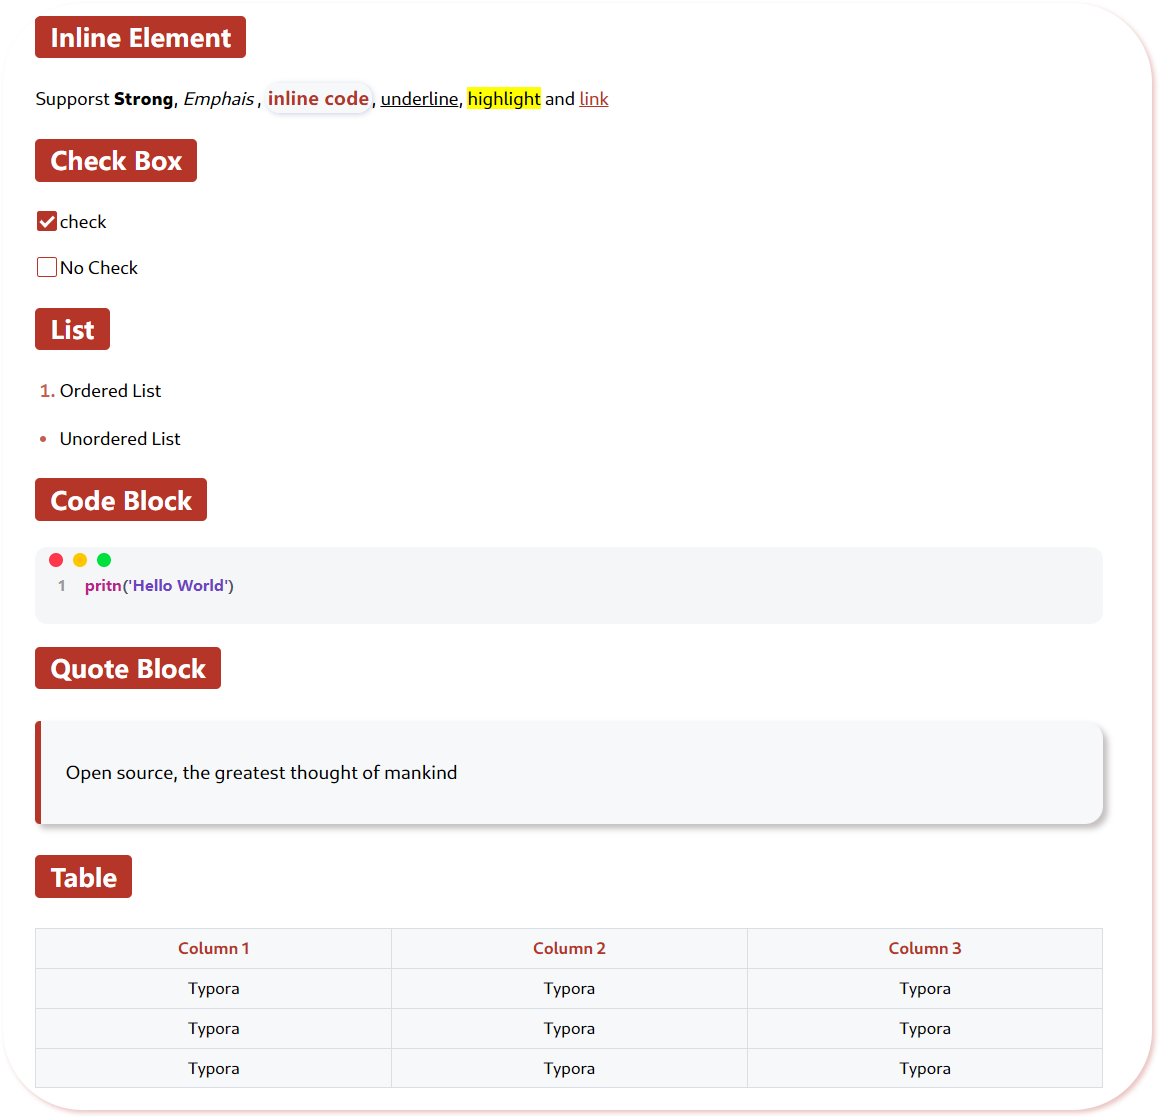 Inline Element
Supporst Strong, Emphais , inline code, underline, highlight and link
Check Box
check
No Check
List
1. Ordered List
• Unordered List
Code Block
1 pritn('Hello World')
Quote Block
Open source, the greatest thought of mankind
Table
Column 1 Column 2 Column 3
Typora Typora Typora
Typora Typora Typora
Typora Typora Typora